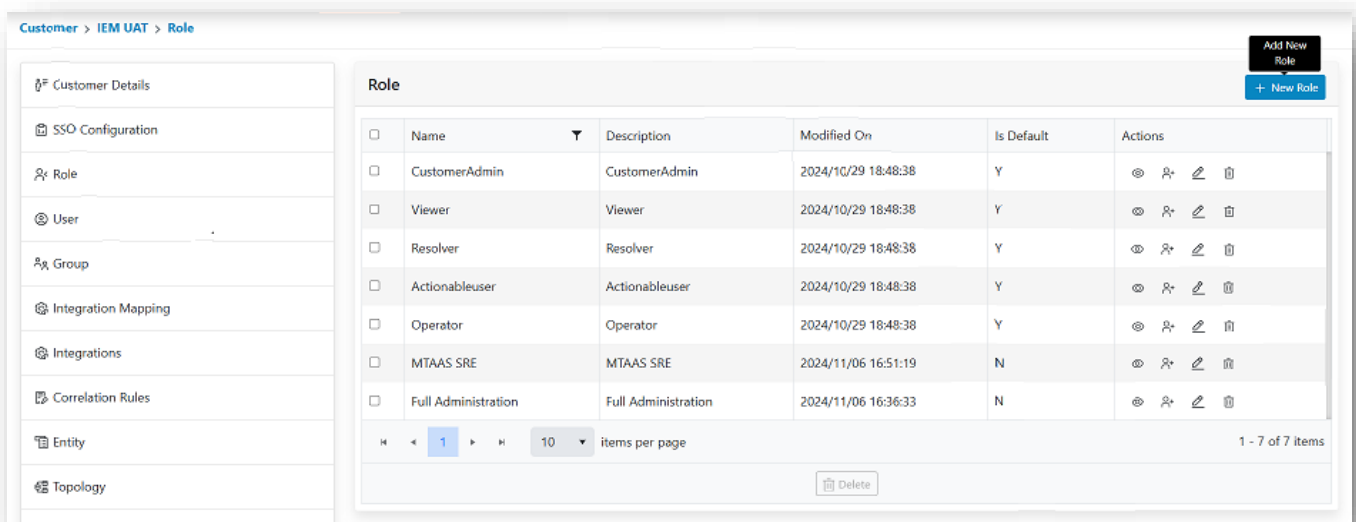 Customer > IEM UAT > Role
Add New
Role
Customer Details
SSO Configuration
Role
User
Group
Integration Mapping
Integrations
Correlation Rules
Entity
Topology
Role
+ New Role
Name Description Modified On Is Default Actions
CustomerAdmin CustomerAdmin 2024/10/29 18:48:38 Y
Viewer Viewer 2024/10/29 18:48:38 Y
Resolver Resolver 2024/10/29 18:48:38 Y
Actionableuser Actionableuser 2024/10/29 18:48:38 Y
Operator Operator 2024/10/29 18:48:38 Y
MTAAS SRE MTAAS SRE 2024/11/06 16:51:19 N
Full Administration Full Administration 2024/11/06 16:36:33 N
1 10 items per page 1 - 7 of 7 items
Delete